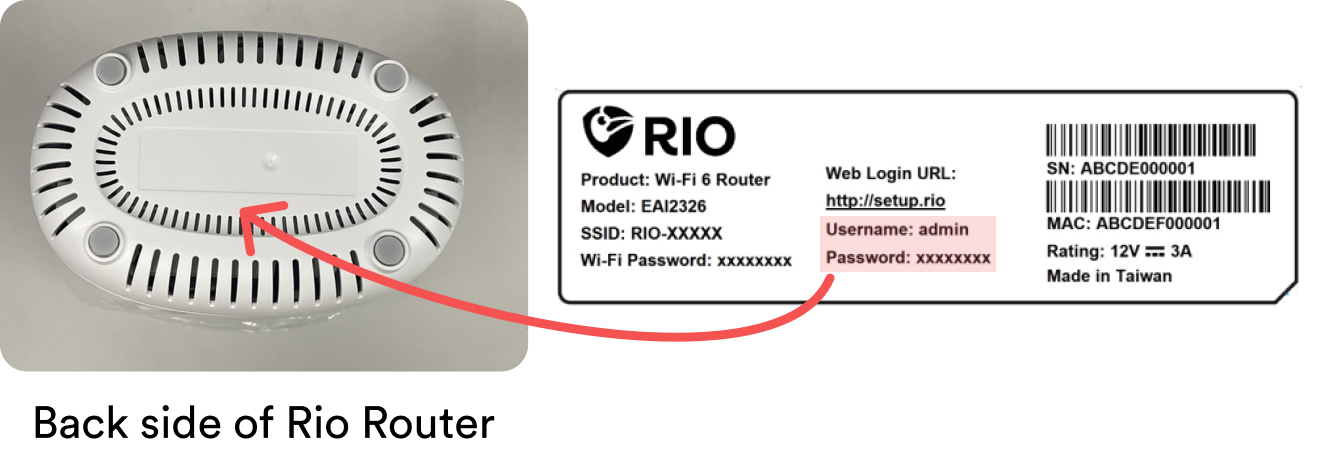 RIO
Product: Wi-Fi 6 Router
Model: EAI2326
SSID: RIO-XXXXX
Wi-Fi Password: xxxxxxxx
Web Login URL:
http://setup.rio
Username: admin
Password: xxxxxxxx
SN: ABCDE000001
MAC: ABCDEF000001
Rating: 12V ⎓ 3A
Made in Taiwan
Back side of Rio Router